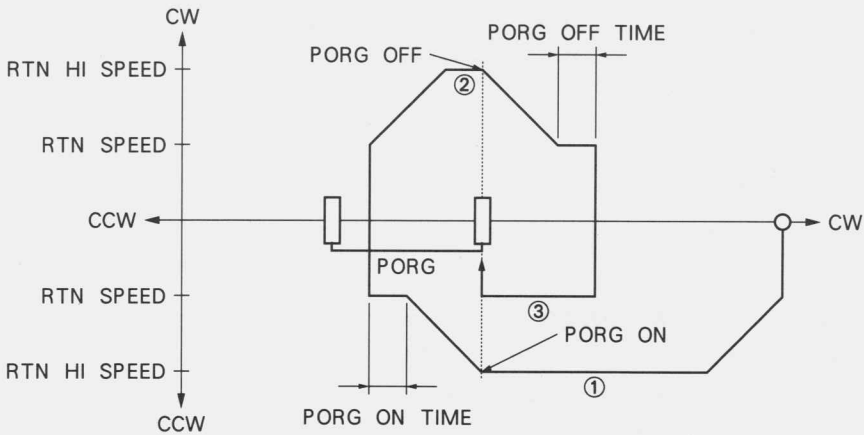 CW
PORG OFF TIME
PORG OFF
RTN HI SPEED
②
RTN SPEED
CCW
CW
PORG
RTN SPEED
③
PORG ON
RTN HI SPEED
①
PORG ON TIME
CCW